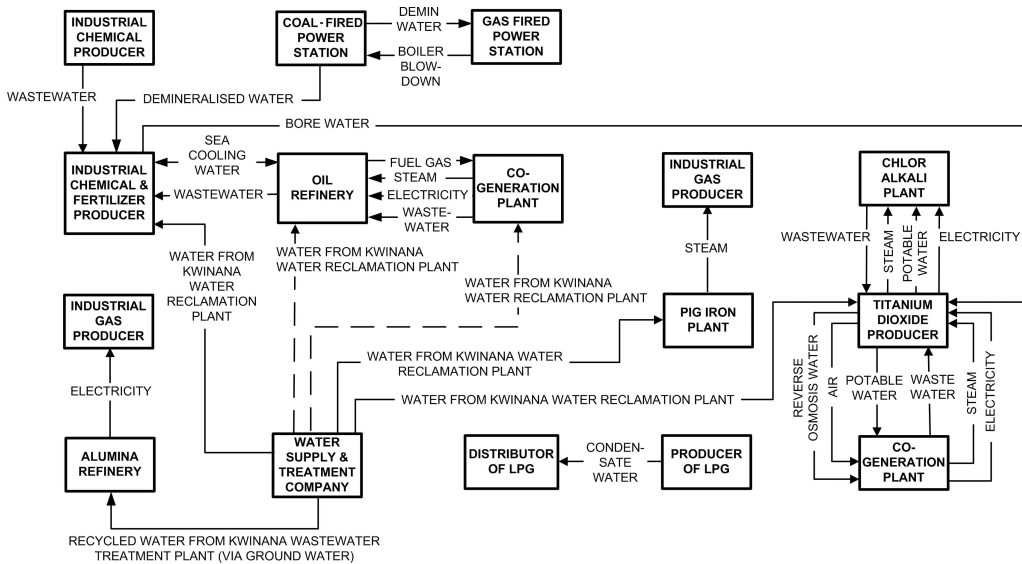 INDUSTRIAL
CHEMICAL
PRODUCER
COAL-FIRED
POWER
STATION
DEMIN
WATER
GAS FIRED
POWER
STATION
BOILER
BLOW-
DOWN
WASTEWATER
DEMINERALISED WATER
BORE WATER
INDUSTRIAL
CHEMICAL &
FERTILIZER
PRODUCER
SEA
COOLING
WATER
WASTEWATER
OIL
REFINERY
FUEL GAS
STEAM
ELECTRICITY
WASTE-
WATER
CO-
GENERATION
PLANT
INDUSTRIAL
GAS
PRODUCER
CHLOR
ALKALI
PLANT
WASTEWATER
STEAM
POTABLE
WATER
ELECTRICITY
WATER FROM
KWINANA
WATER
RECLAMATION
PLANT
WATER FROM KWINANA
WATER RECLAMATION PLANT
WATER FROM KWINANA
WATER RECLAMATION PLANT
STEAM
INDUSTRIAL
GAS
PRODUCER
PIG IRON
PLANT
TITANIUM
DIOXIDE
PRODUCER
WATER FROM KWINANA WATER
RECLAMATION PLANT
ELECTRICITY
WATER FROM KWINANA WATER RECLAMATION PLANT
REVERSE
OSMOSIS WATER
AIR
POTABLE
WATER
WASTE
WATER
STEAM
ELECTRICITY
ALUMINA
REFINERY
WATER
SUPPLY &
TREATMENT
COMPANY
DISTRIBUTOR
OF LPG
CONDEN-
SATE
WATER
PRODUCER
OF LPG
CO-
GENERATION
PLANT
RECYCLED WATER FROM KWINANA WASTEWATER
TREATMENT PLANT (VIA GROUND WATER)